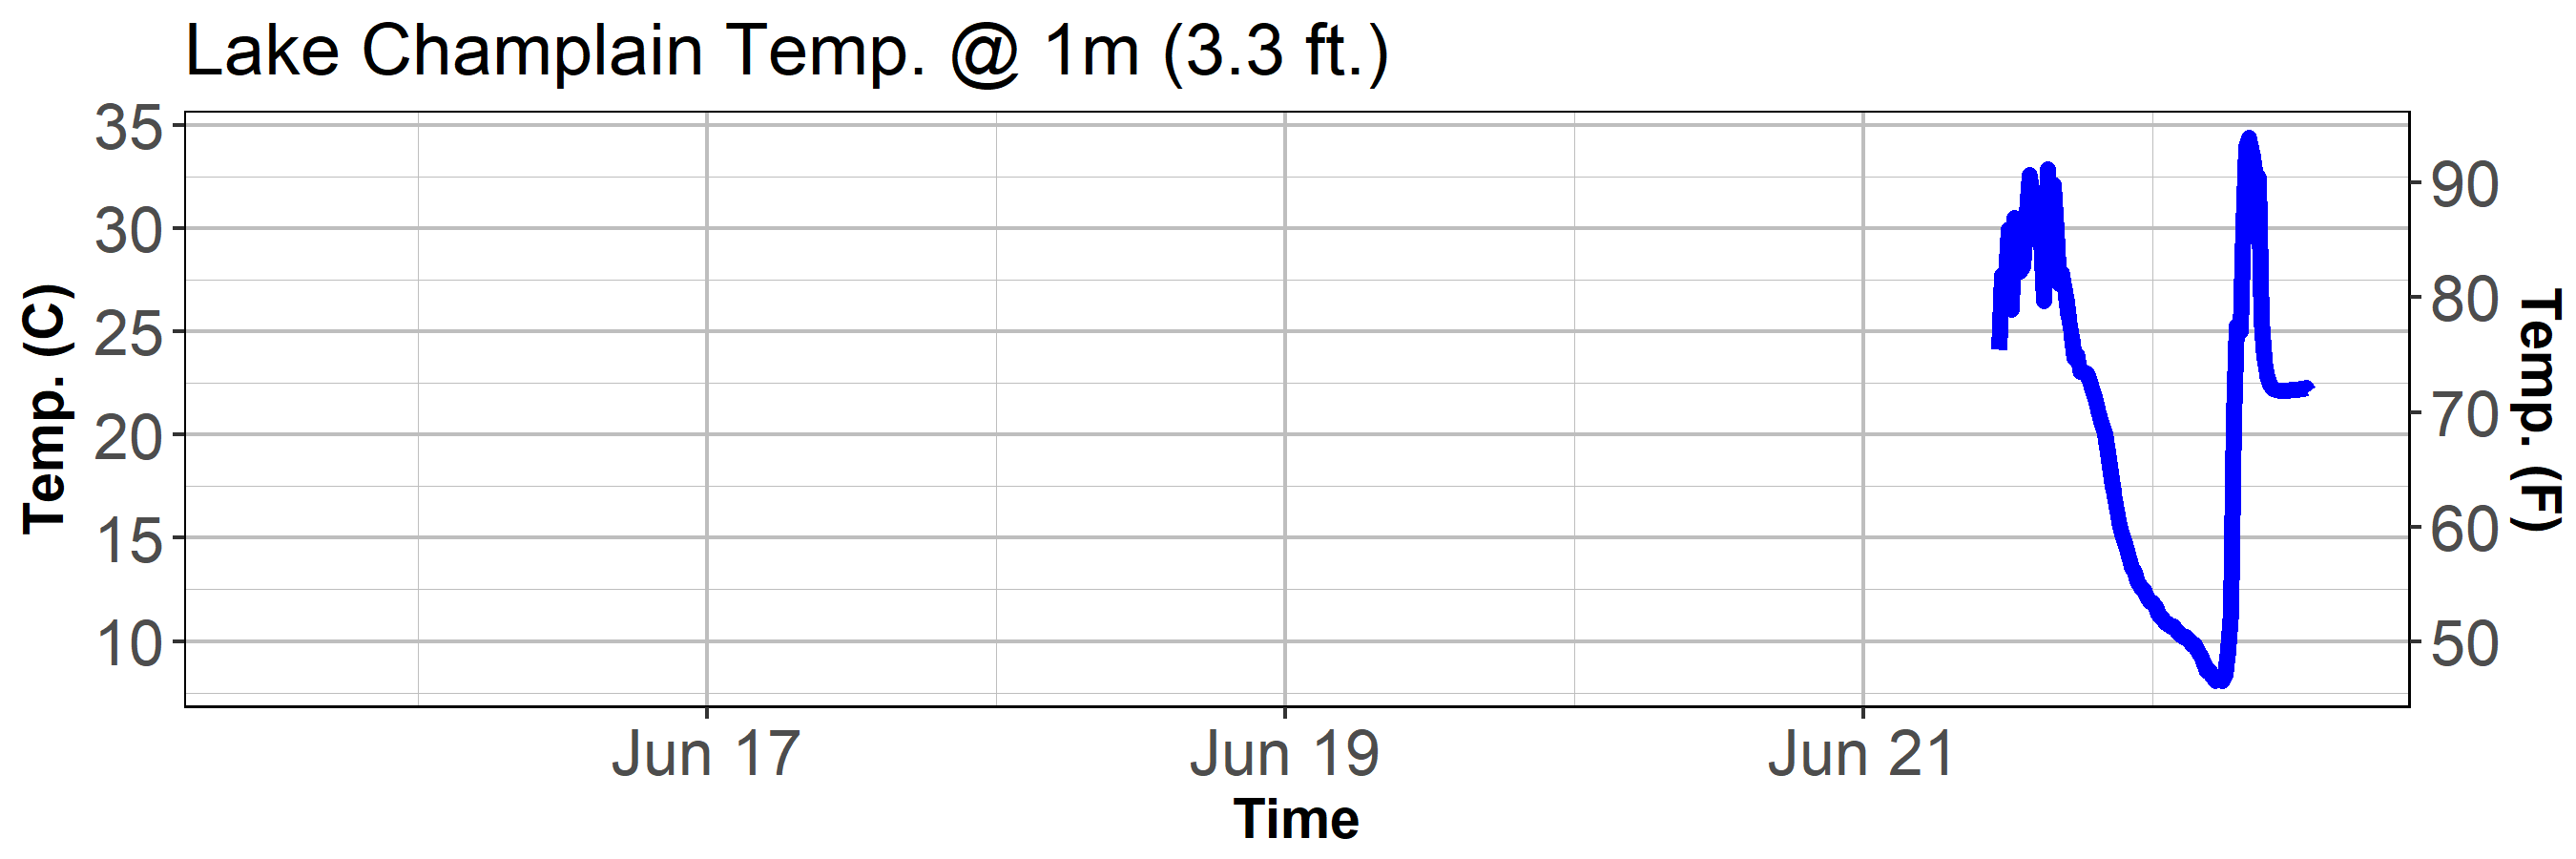 Lake Champlain Temp. @ 1m (3.3 ft.)
35
30
25
20
15
10
Temp. (C)
90
80
70
60
50
Temp. (F)
Jun 17
Jun 19
Jun 21
Time